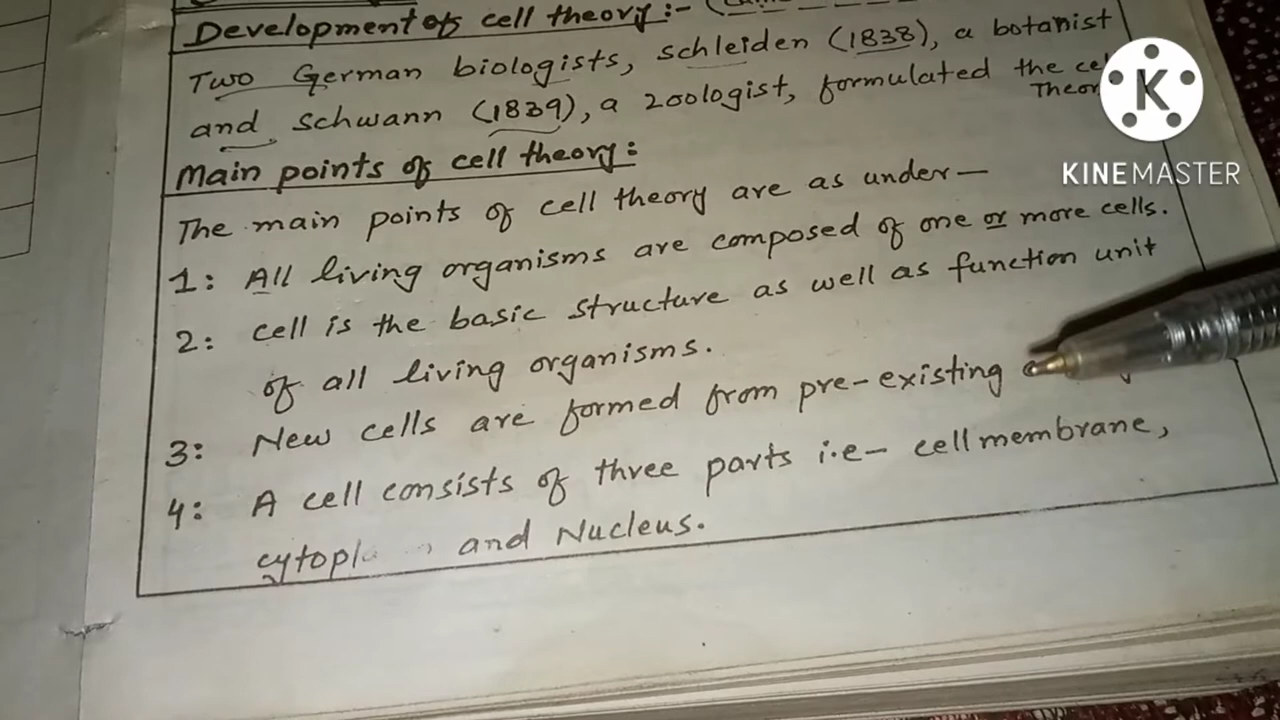 Development of cell theory:-
Two German biologists, schleiden (1838), a botanist
and schwann (1839), a zoologist, formulated the
Theory
Main points of cell theory:
The main points of cell theory are as under—
1: All living organisms are composed of one or more cells.
2: cell is the basic structure as well as function unit
of all living organisms.
3: New cells are formed from pre-existing
4: A cell consists of three parts i.e- cell membrane,
and Nucleus.
K
KINEMASTER